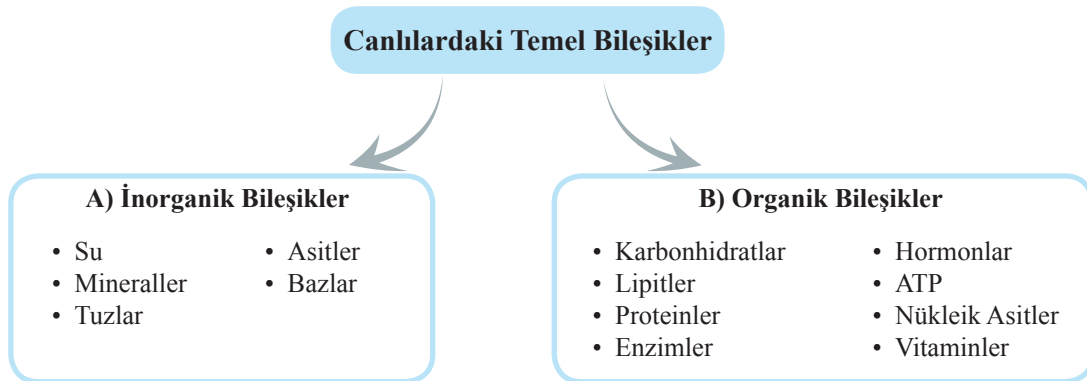 Canlılardaki Temel Bileşikler
A) İnorganik Bileşikler
• Su
• Mineraller
• Tuzlar
• Asitler
• Bazlar
B) Organik Bileşikler
• Karbonhidratlar
• Lipitler
• Proteinler
• Enzimler
• Hormonlar
• ATP
• Nükleik Asitler
• Vitaminler